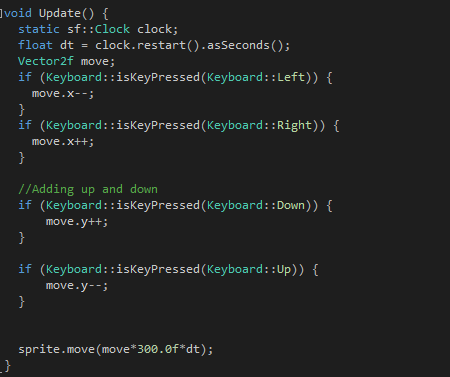 void Update() {
  static sf::Clock clock;
  float dt = clock.restart().asSeconds();
  Vector2f move;
  if (Keyboard::isKeyPressed(Keyboard::Left)) {
    move.x--;
  }
  if (Keyboard::isKeyPressed(Keyboard::Right)) {
    move.x++;
  }

  //Adding up and down
  if (Keyboard::isKeyPressed(Keyboard::Down)) {
      move.y++;
  }

  if (Keyboard::isKeyPressed(Keyboard::Up)) {
      move.y--;
  }


  sprite.move(move*300.0f*dt);
}